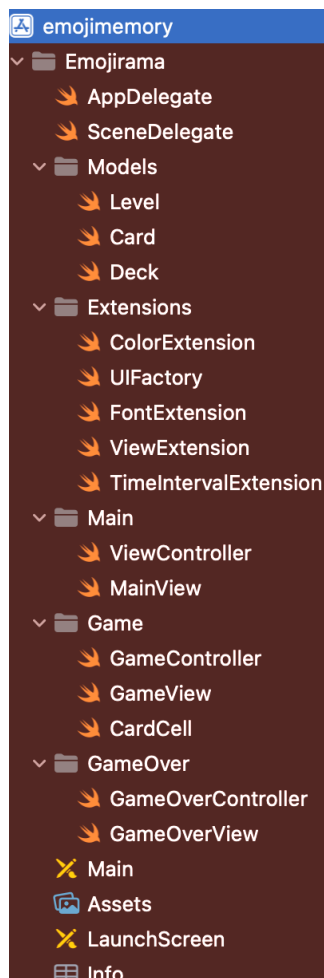 emojimemory
Emojirama
AppDelegate
SceneDelegate
Models
Level
Card
Deck
Extensions
ColorExtension
UIFactory
FontExtension
ViewExtension
TimeIntervalExtension
Main
ViewController
MainView
Game
GameController
GameView
CardCell
GameOver
GameOverController
GameOverView
Main
Assets
LaunchScreen
Info